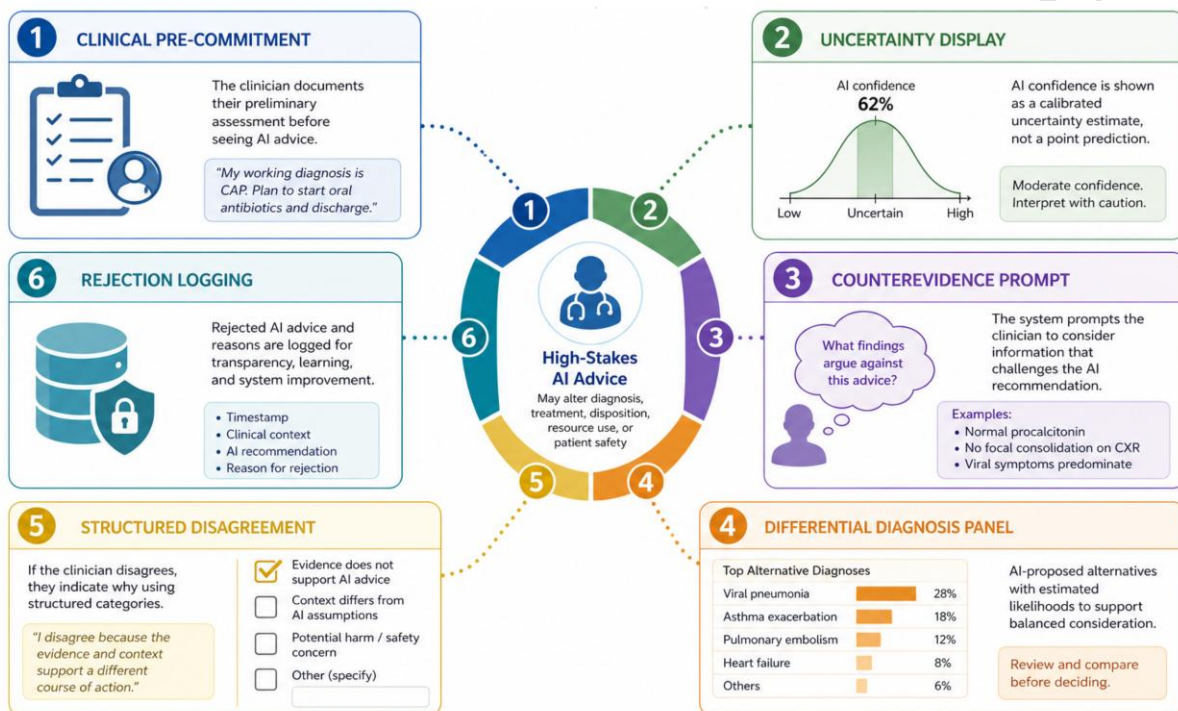 1 CLINICAL PRE-COMMITMENT
The clinician documents
their preliminary
assessment before
seeing AI advice.
"My working diagnosis is
CAP. Plan to start oral
antibiotics and discharge."
2 UNCERTAINTY DISPLAY
AI confidence
62%
Low Uncertain High
AI confidence is shown
as a calibrated
uncertainty estimate,
not a point prediction.
Moderate confidence.
Interpret with caution.
6 REJECTION LOGGING
Rejected AI advice and
reasons are logged for
transparency, learning,
and system improvement.
• Timestamp
• Clinical context
• AI recommendation
• Reason for rejection
1
2
3
4
5
6
High-Stakes
AI Advice
May alter diagnosis,
treatment, disposition,
resource use, or
patient safety
3 COUNTEREVIDENCE PROMPT
What findings
argue against
this advice?
The system prompts the
clinician to consider
information that
challenges the AI
recommendation.
Examples:
• Normal procalcitonin
• No focal consolidation on CXR
• Viral symptoms predominate
5 STRUCTURED DISAGREEMENT
If the clinician disagrees,
they indicate why using
structured categories.
"I disagree because the
evidence and context
support a different
course of action."
Evidence does not
support AI advice
Context differs from
AI assumptions
Potential harm / safety
concern
Other (specify)
4 DIFFERENTIAL DIAGNOSIS PANEL
Top Alternative Diagnoses
Viral pneumonia 28%
Asthma exacerbation 18%
Pulmonary embolism 12%
Heart failure 8%
Others 6%
AI-proposed alternatives
with estimated
likelihoods to support
balanced consideration.
Review and compare
before deciding.